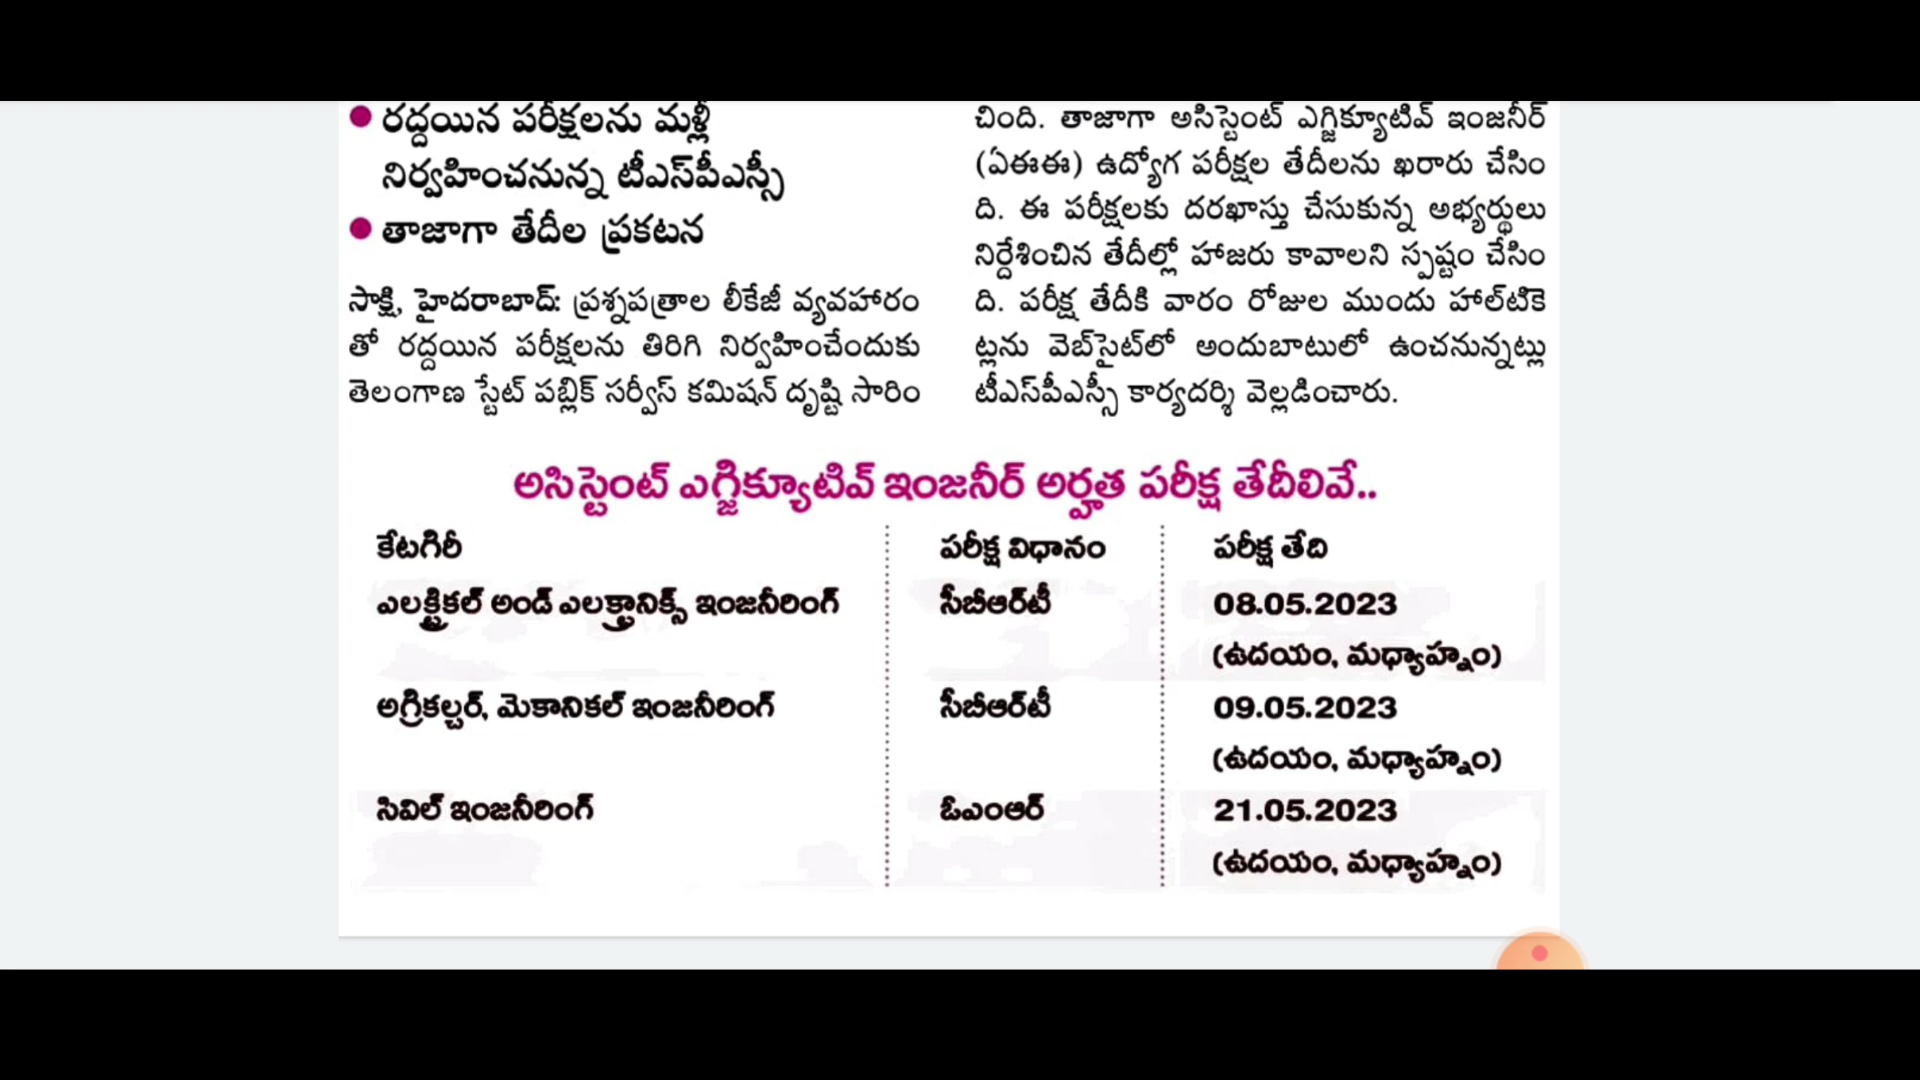 ● రద్దయిన పరీక్షలను మళ్లీ
నిర్వహించనున్న టీఎస్‌పీఎస్సీ
● తాజాగా తేదీల ప్రకటన
సాక్షి, హైదరాబాద్: ప్రశ్నపత్రాల లీకేజీ వ్యవహారం
తో రద్దయిన పరీక్షలను తిరిగి నిర్వహించేందుకు
తెలంగాణ స్టేట్ పబ్లిక్ సర్వీస్ కమిషన్ దృష్టి సారిం
చింది. తాజాగా అసిస్టెంట్ ఎగ్జిక్యూటివ్ ఇంజనీర్
(ఏఈఈ) ఉద్యోగ పరీక్షల తేదీలను ఖరారు చేసిం
ది. ఈ పరీక్షలకు దరఖాస్తు చేసుకున్న అభ్యర్థులు
నిర్దేశించిన తేదీల్లో హాజరు కావాలని స్పష్టం చేసిం
ది. పరీక్ష తేదీకి వారం రోజుల ముందు హాల్‌టికె
ట్లను వెబ్‌సైట్‌లో అందుబాటులో ఉంచనున్నట్లు
టీఎస్‌పీఎస్సీ కార్యదర్శి వెల్లడించారు.
అసిస్టెంట్ ఎగ్జిక్యూటివ్ ఇంజనీర్ అర్హత పరీక్ష తేదీలివే..
కేటగిరీ పరీక్ష విధానం పరీక్ష తేది
ఎలక్ట్రికల్ అండ్ ఎలక్ట్రానిక్స్ ఇంజనీరింగ్ సీబీఆర్‌టీ 08.05.2023
(ఉదయం, మధ్యాహ్నం)
అగ్రికల్చర్, మెకానికల్ ఇంజనీరింగ్ సీబీఆర్‌టీ 09.05.2023
(ఉదయం, మధ్యాహ్నం)
సివిల్ ఇంజనీరింగ్ ఓఎంఆర్ 21.05.2023
(ఉదయం, మధ్యాహ్నం)